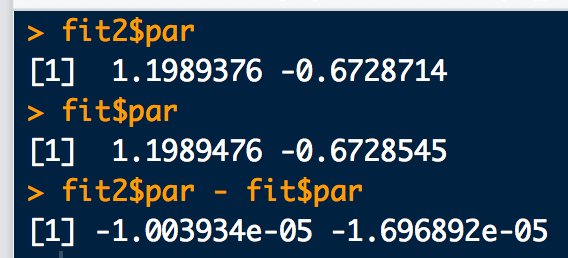 > fit2$par
[1]  1.1989376 -0.6728714
> fit$par
[1]  1.1989476 -0.6728545
> fit2$par - fit$par
[1] -1.003934e-05 -1.696892e-05